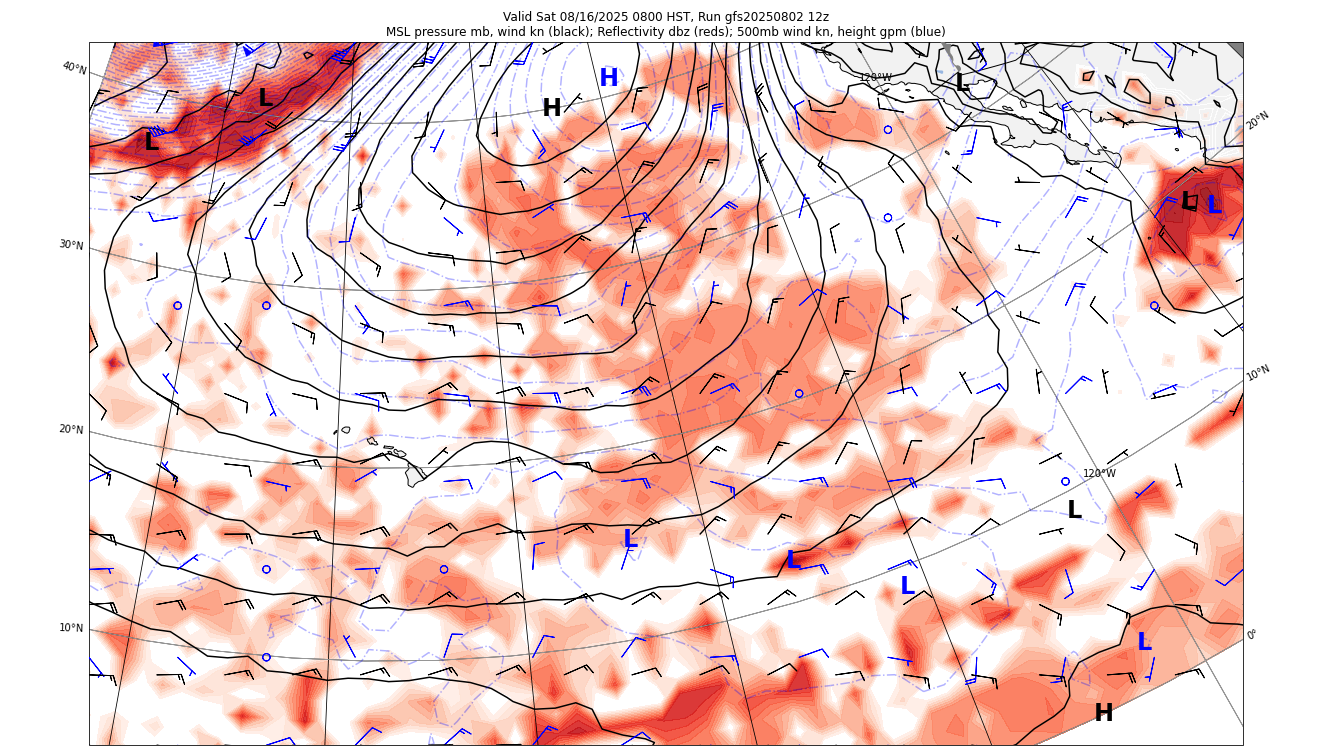 Valid Sat 08/16/2025 0800 HST, Run gfs20250802 12z
MSL pressure mb, wind kn (black); Reflectivity dbz (reds); 500mb wind kn, height gpm (blue)
40°N
H
H
120°W
L
L
L
20°N
L
L
30°N
10°N
20°N
120°W
L
L
L
L
10°N
0°
L
H